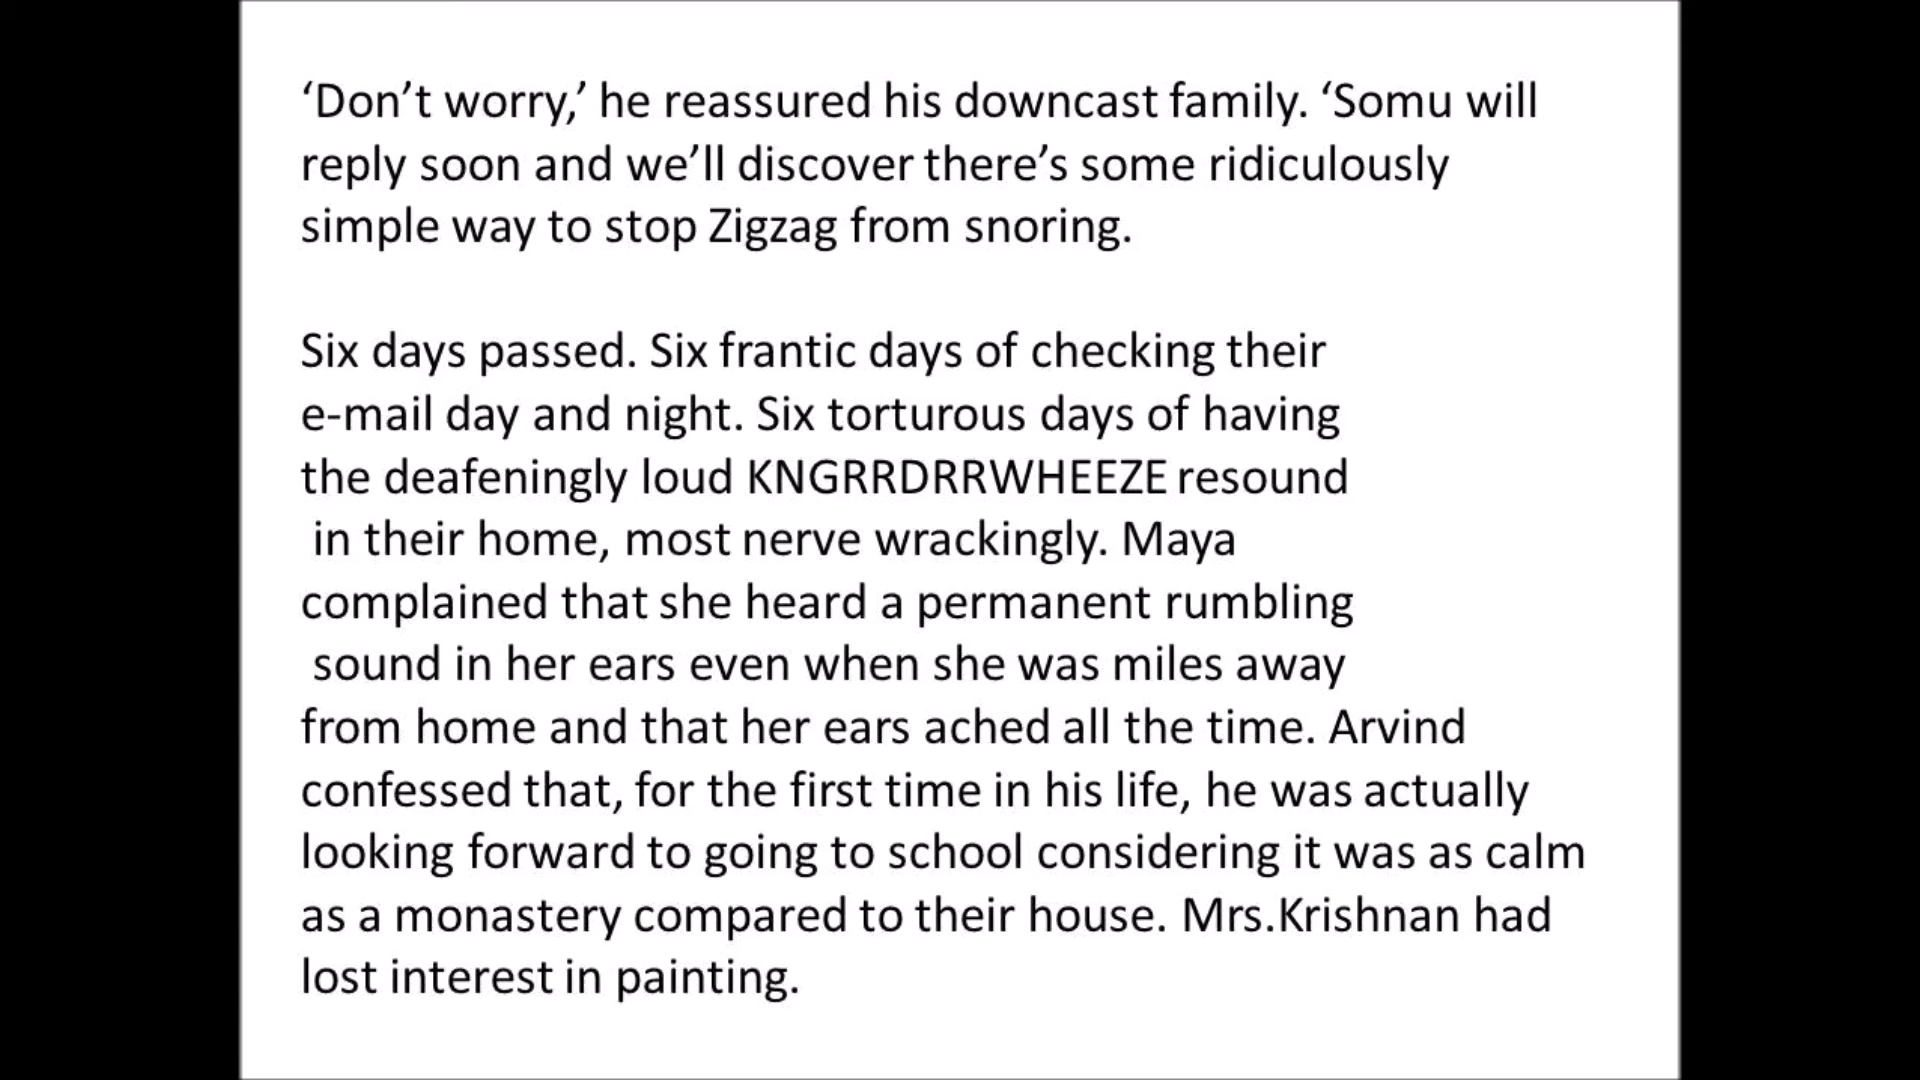 ‘Don’t worry,’ he reassured his downcast family. ‘Somu will
reply soon and we’ll discover there’s some ridiculously
simple way to stop Zigzag from snoring.
Six days passed. Six frantic days of checking their
e-mail day and night. Six torturous days of having
the deafeningly loud KNGRRDRRWHEEZE resound
in their home, most nerve wrackingly. Maya
complained that she heard a permanent rumbling
sound in her ears even when she was miles away
from home and that her ears ached all the time. Arvind
confessed that, for the first time in his life, he was actually
looking forward to going to school considering it was as calm
as a monastery compared to their house. Mrs.Krishnan had
lost interest in painting.